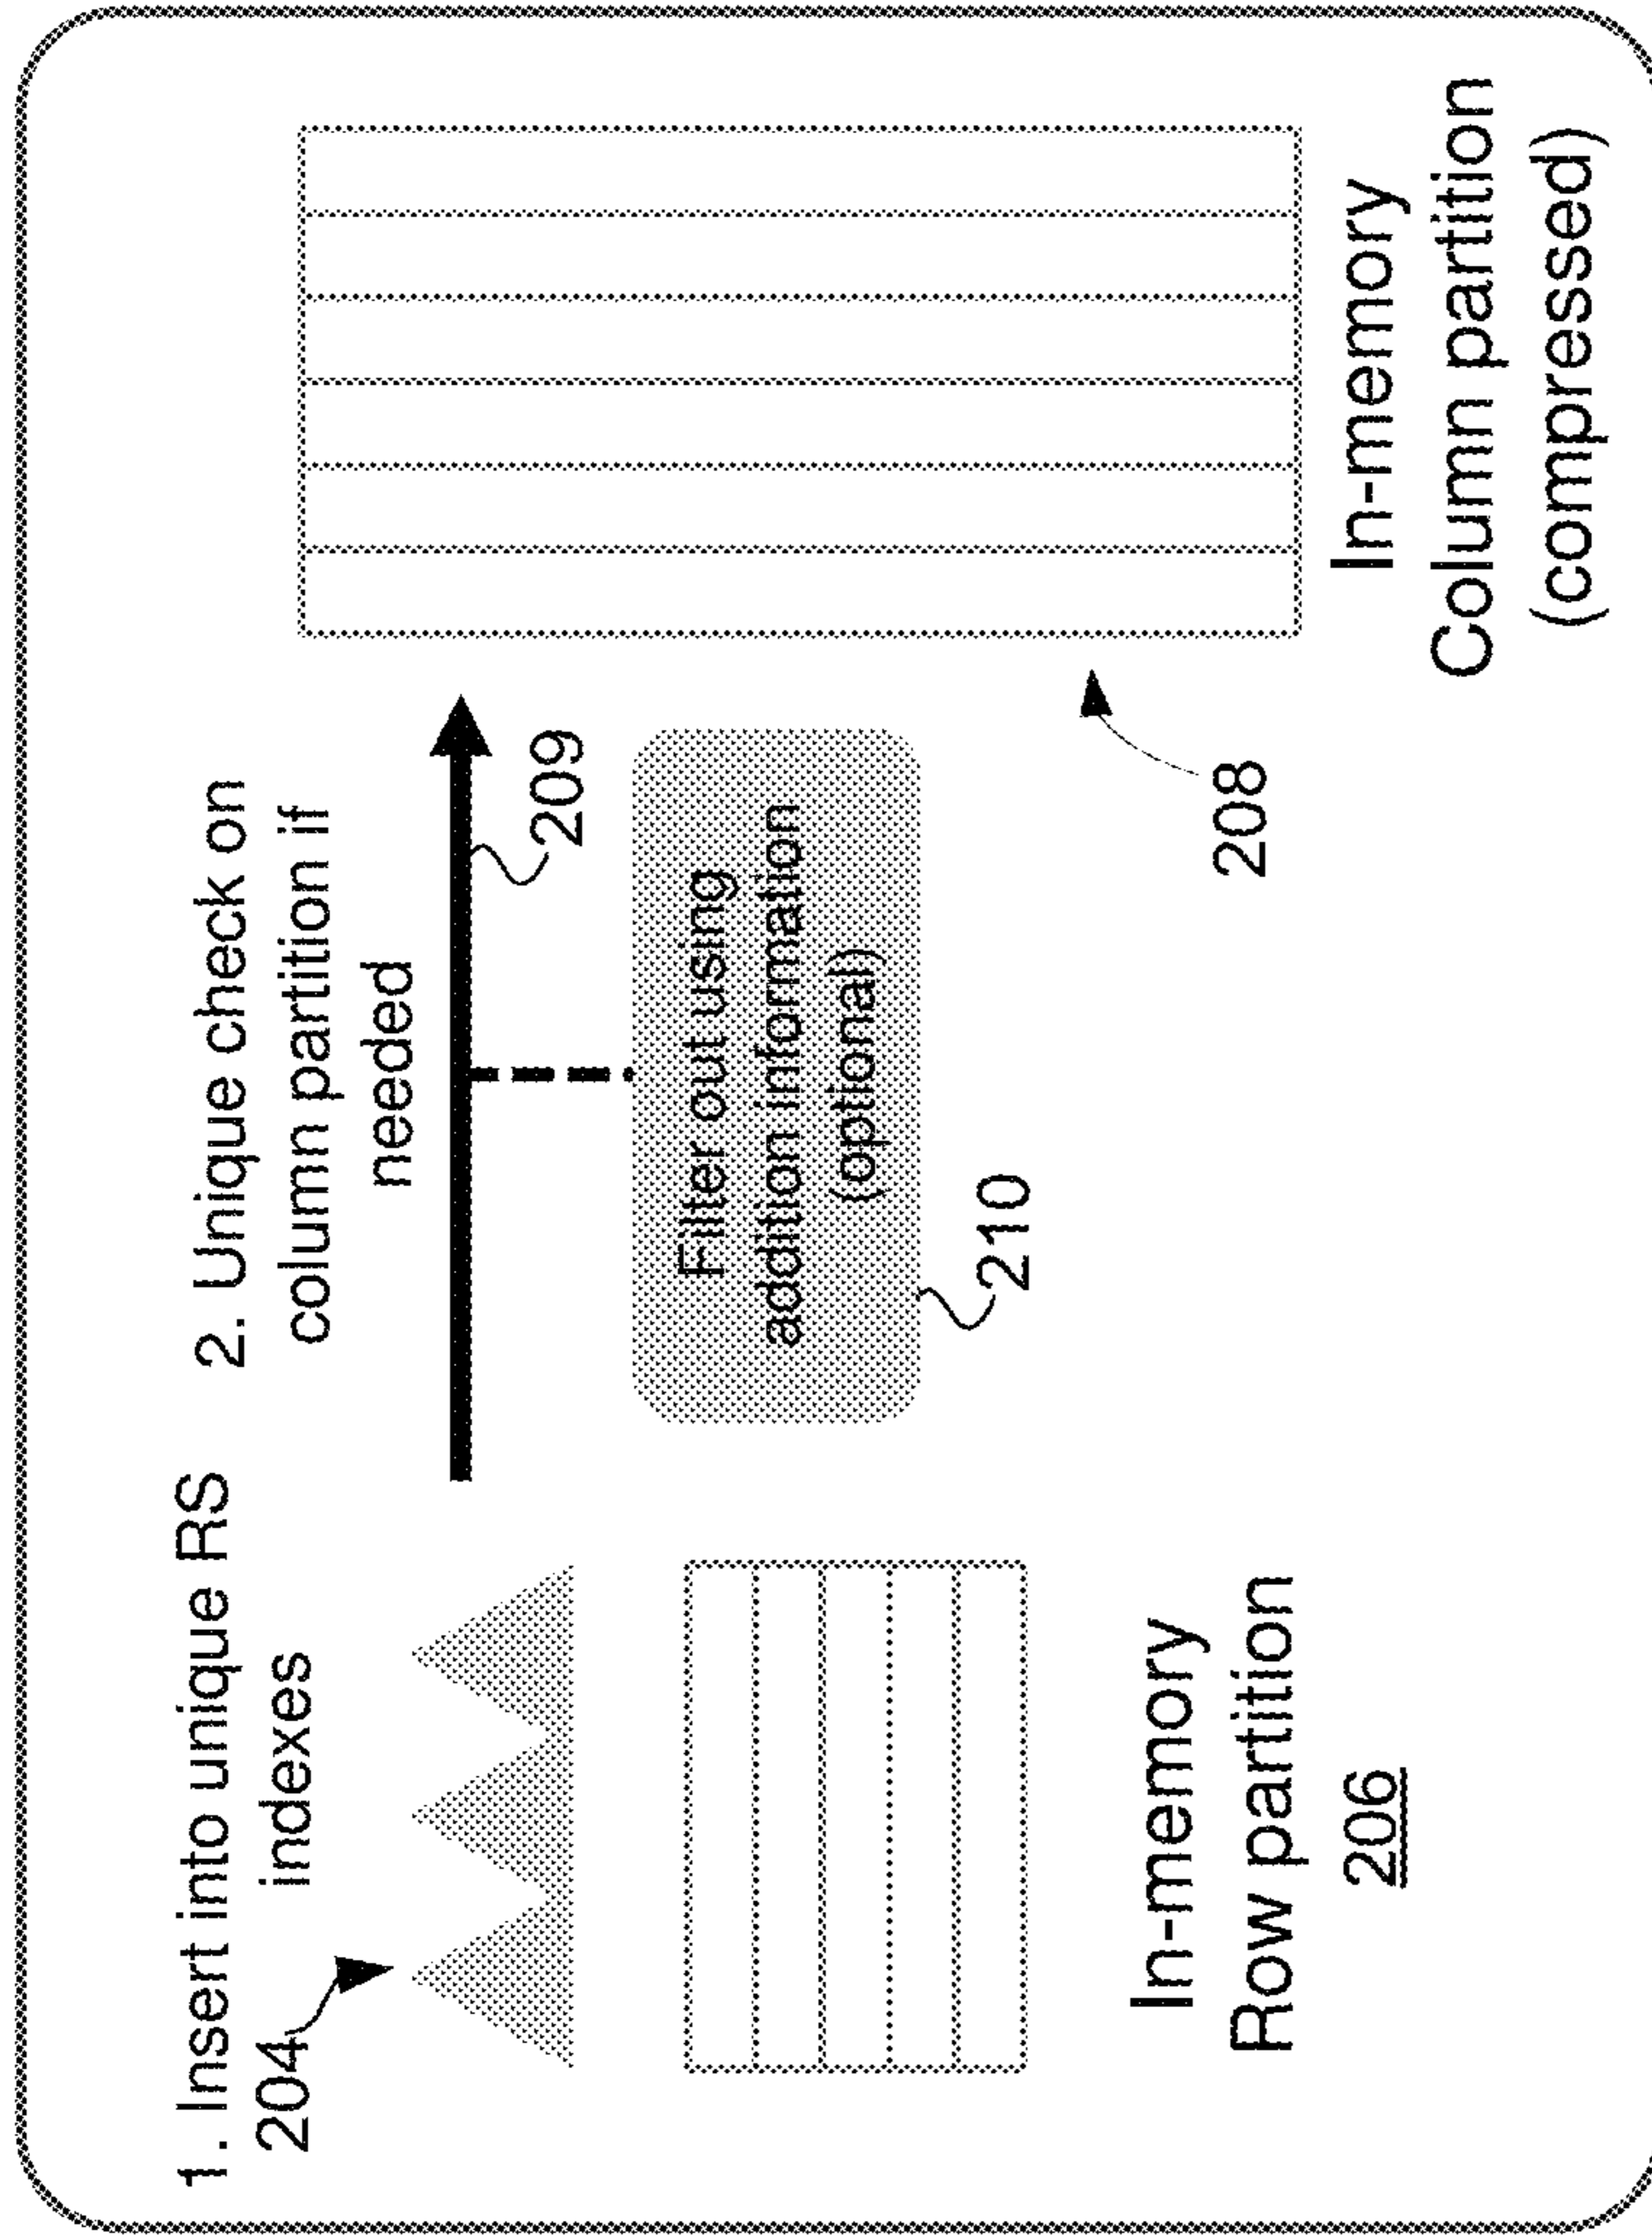 1. Insert into unique RS
indexes
204
2. Unique check on
column partition if
needed
209
Filter out using
addition information
(optional)
210
In-memory
Row partition
206
208
In-memory
Column partition
(compressed)